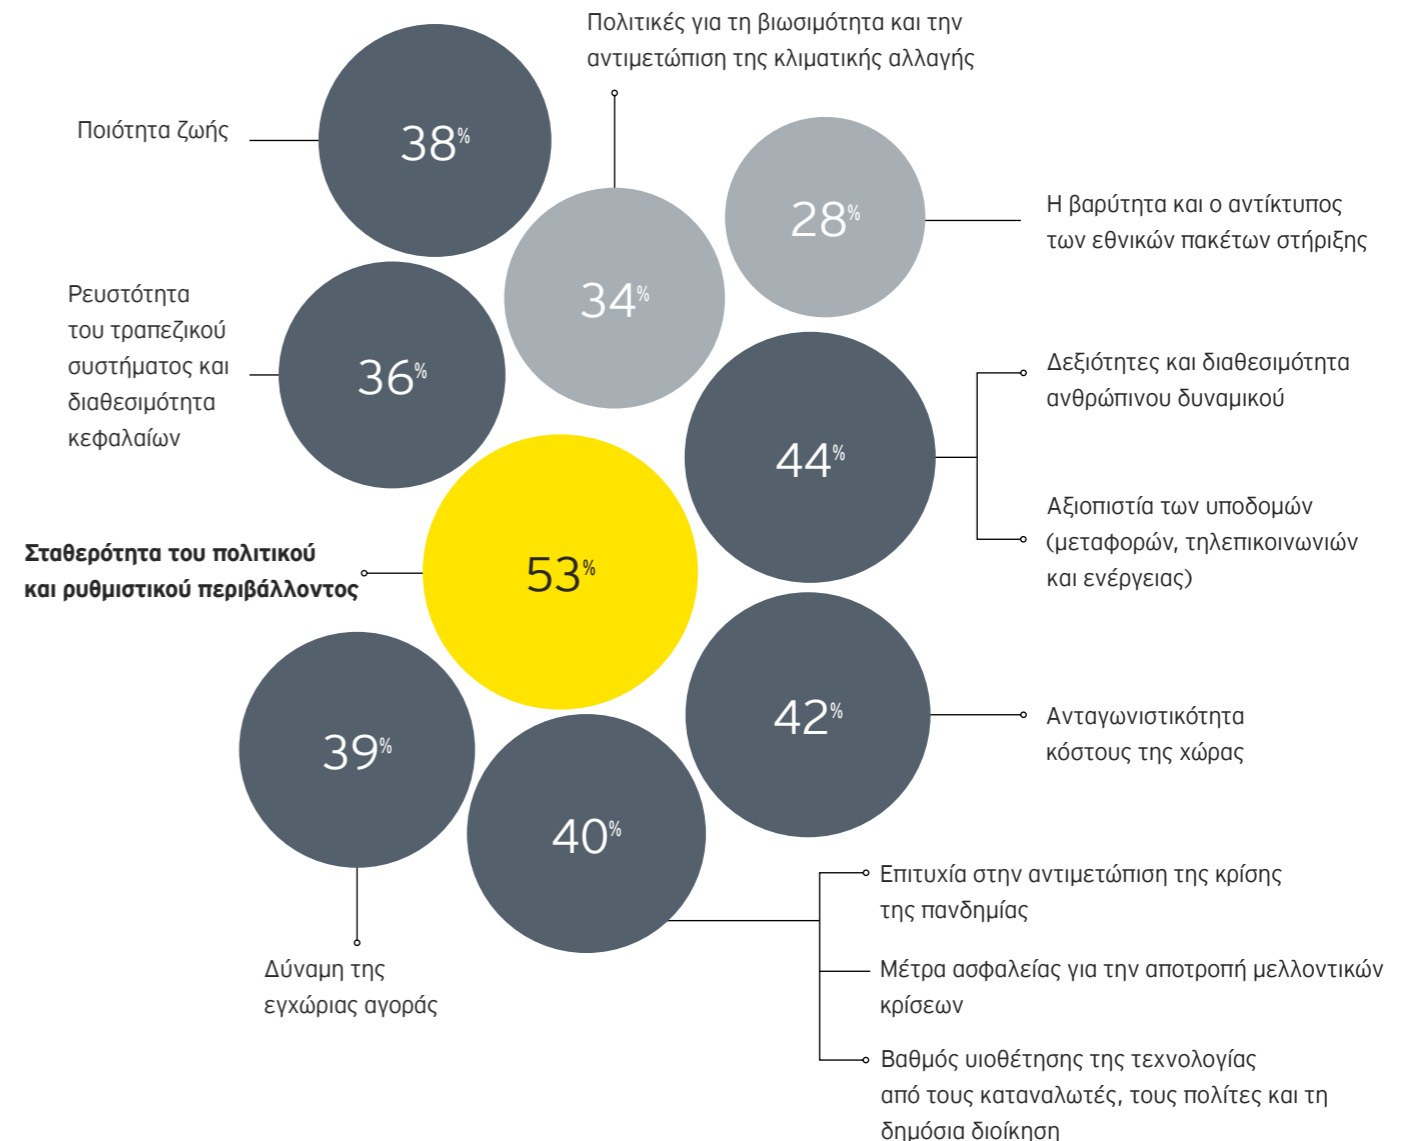 Πολιτικές για τη βιωσιμότητα και την
αντιμετώπιση της κλιματικής αλλαγής
Ποιότητα ζωής
38%
28%
Η βαρύτητα και ο αντίκτυπος
των εθνικών πακέτων στήριξης
34%
Ρευστότητα
του τραπεζικού
συστήματος και
διαθεσιμότητα
κεφαλαίων
36%
Δεξιότητες και διαθεσιμότητα
ανθρώπινου δυναμικού
44%
Αξιοπιστία των υποδομών
(μεταφορών, τηλεπικοινωνιών
και ενέργειας)
Σταθερότητα του πολιτικού
και ρυθμιστικού περιβάλλοντος
53%
42%
Ανταγωνιστικότητα
κόστους της χώρας
39%
Δύναμη της
εγχώριας αγοράς
40%
Επιτυχία στην αντιμετώπιση της κρίσης
της πανδημίας
Μέτρα ασφαλείας για την αποτροπή μελλοντικών
κρίσεων
Βαθμός υιοθέτησης της τεχνολογίας
από τους καταναλωτές, τους πολίτες και τη
δημόσια διοίκηση